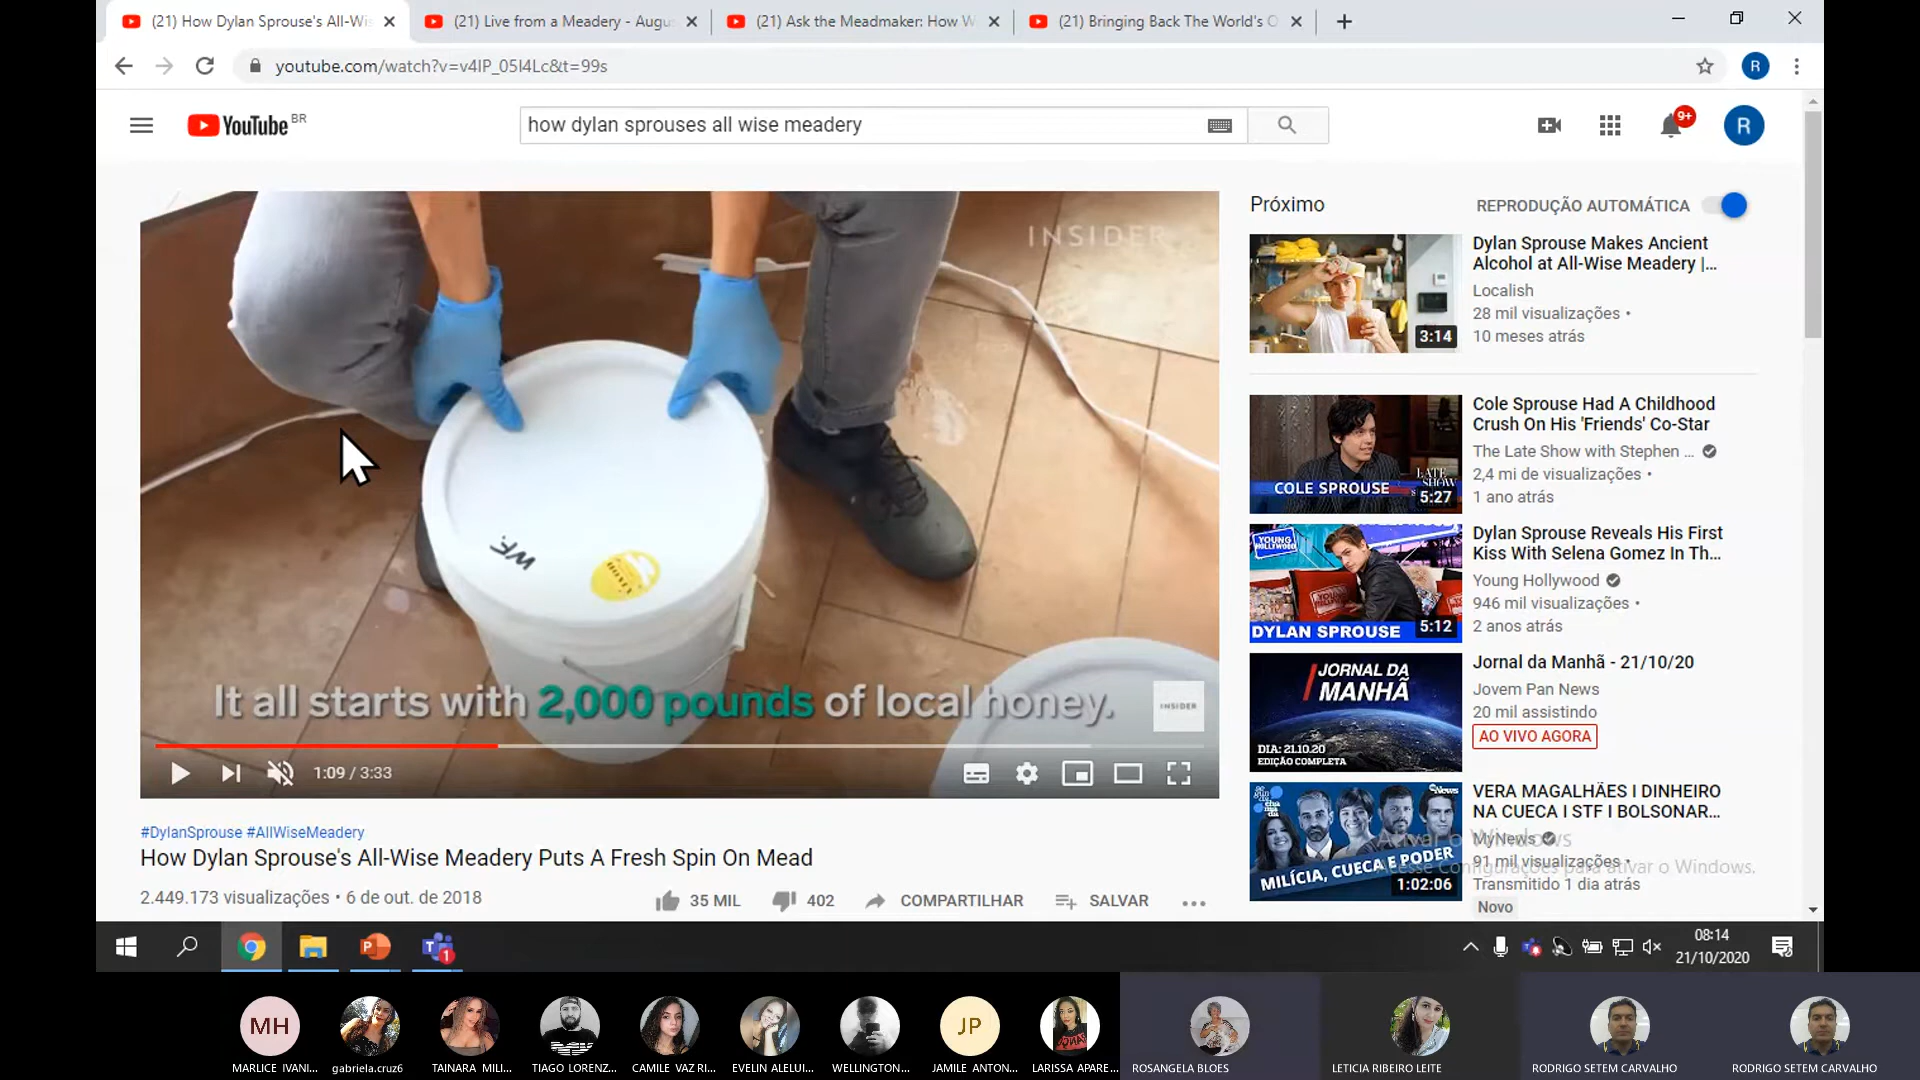 (21) How Dylan Sprouse's All-Wis
(21) Live from a Meadery - Augu
(21) Ask the Meadmaker: How W
(21) Bringing Back The World's O
youtube.com/watch?v=v4IP_05I4Lc&t=99s
R
YouTube BR
how dylan sprouses all wise meadery
9+
R
INSIDER
WF.
HONEY
It all starts with 2,000 pounds of local honey.
INSIDER
1:09 / 3:33
#DylanSprouse #AllWiseMeadery
How Dylan Sprouse's All-Wise Meadery Puts A Fresh Spin On Mead
2.449.173 visualizações • 6 de out. de 2018
35 MIL
402
COMPARTILHAR
SALVAR
Próximo
REPRODUÇÃO AUTOMÁTICA
3:14
Dylan Sprouse Makes Ancient
Alcohol at All-Wise Meadery |...
Localish
28 mil visualizações •
10 meses atrás
COLE SPROUSE
LATE SHOW
5:27
Cole Sprouse Had A Childhood
Crush On His 'Friends' Co-Star
The Late Show with Stephen ...
2,4 mi de visualizações •
1 ano atrás
YOUNG HOLLYWOOD
DYLAN SPROUSE
5:12
Dylan Sprouse Reveals His First
Kiss With Selena Gomez In Th...
Young Hollywood
946 mil visualizações •
2 anos atrás
JORNAL DA
MANHÃ
DIA: 21.10.20
EDIÇÃO COMPLETA
Jornal da Manhã - 21/10/20
Jovem Pan News
20 mil assistindo
AO VIVO AGORA
MILÍCIA, CUECA E PODER
1:02:06
VERA MAGALHÃES I DINHEIRO
NA CUECA I STF I BOLSONAR...
MyNews
91 mil visualizações •
Transmitido 1 dia atrás
Novo
Ativar o Windows
Acesse Configurações para ativar o Windows.
1
08:14
21/10/2020
MH
JP
MARLICE IVANI...
gabriela.cruz6
TAINARA MILI...
TIAGO LORENZ...
CAMILE VAZ RI...
EVELIN ALELUI...
WELLINGTON...
JAMILE ANTON...
LARISSA APARE...
ROSANGELA BLOES
LETICIA RIBEIRO LEITE
RODRIGO SETEM CARVALHO
RODRIGO SETEM CARVALHO